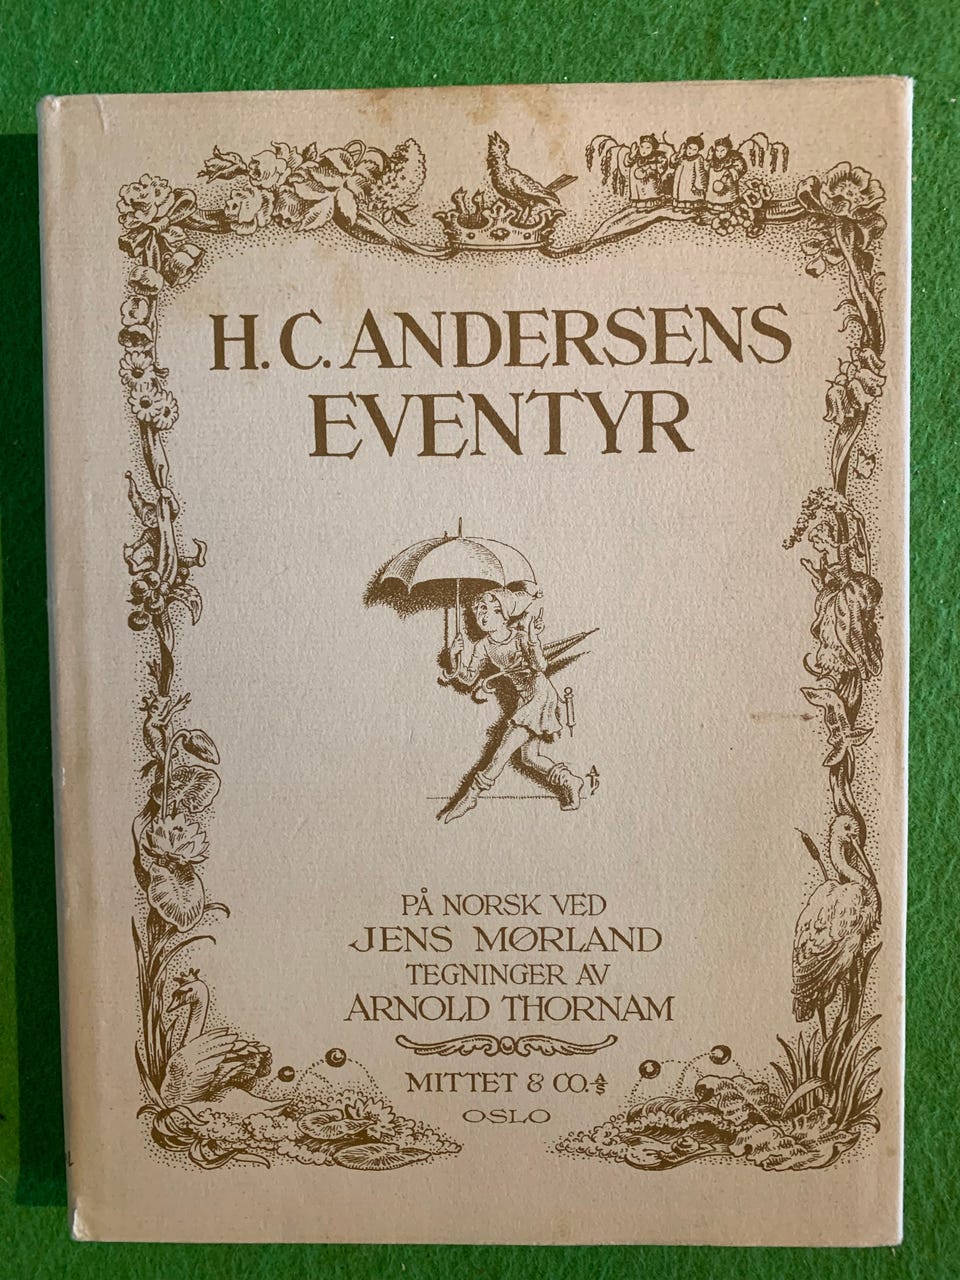 H. C. ANDERSENS
EVENTYR
PÅ NORSK VED
JENS MØRLAND
TEGNINGER AV
ARNOLD THORNAM
MITTET & CO. A/S
OSLO